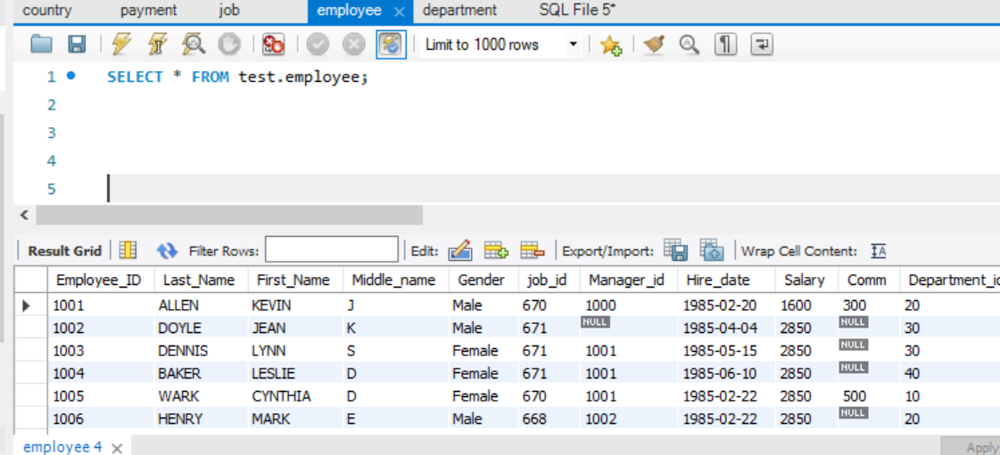 country payment job employee department SQL File 5*
Limit to 1000 rows
1 SELECT * FROM test.employee;
2
3
4
5
Result Grid Filter Rows: Edit: Export/Import: Wrap Cell Content:
Employee_ID Last_Name First_Name Middle_name Gender job_id Manager_id Hire_date Salary Comm Department_id
1001 ALLEN KEVIN J Male 670 1000 1985-02-20 1600 300 20
1002 DOYLE JEAN K Male 671 NULL 1985-04-04 2850 NULL 30
1003 DENNIS LYNN S Female 671 1001 1985-05-15 2850 NULL 30
1004 BAKER LESLIE D Female 671 1001 1985-06-10 2850 NULL 40
1005 WARK CYNTHIA D Female 670 1001 1985-02-22 2850 500 10
1006 HENRY MARK E Male 668 1002 1985-02-22 2850 NULL 20
employee 4 Apply